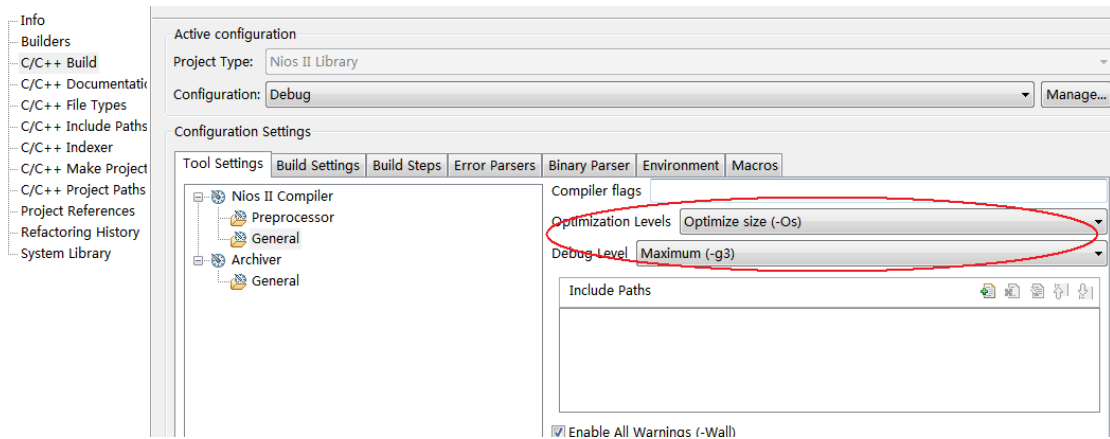 Info
Builders
C/C++ Build
C/C++ Documentatic
C/C++ File Types
C/C++ Include Paths
C/C++ Indexer
C/C++ Make Project
C/C++ Project Paths
Project References
Refactoring History
System Library
Active configuration
Project Type: Nios II Library
Configuration: Debug Manage...
Configuration Settings
Tool Settings Build Settings Build Steps Error Parsers Binary Parser Environment Macros
Nios II Compiler
Preprocessor
General
Archiver
General
Compiler flags
Optimization Levels Optimize size (-Os)
Debug Level Maximum (-g3)
Include Paths
Enable All Warnings (-Wall)